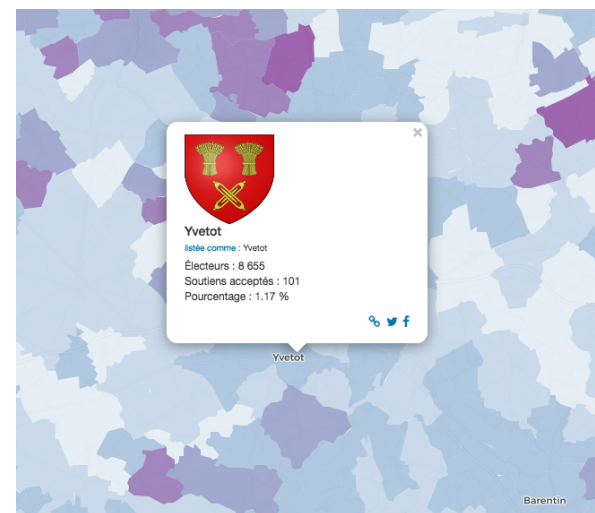 ×
Yvetot
listée comme : Yvetot
Électeurs : 8 655
Soutiens acceptés : 101
Pourcentage : 1.17 %
Yvetot
Barentin